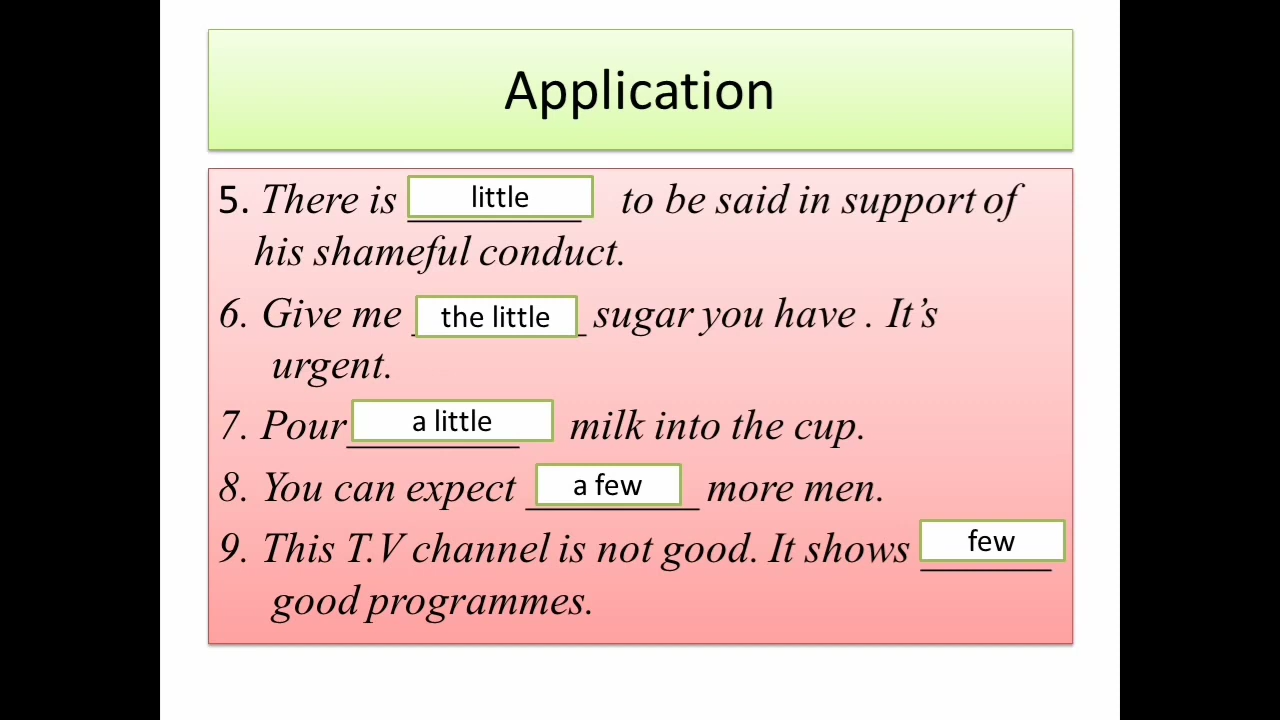 Application
5. There is little to be said in support of
his shameful conduct.
6. Give me the little sugar you have . It’s
urgent.
7. Pour a little milk into the cup.
8. You can expect a few more men.
9. This T.V channel is not good. It shows few
good programmes.